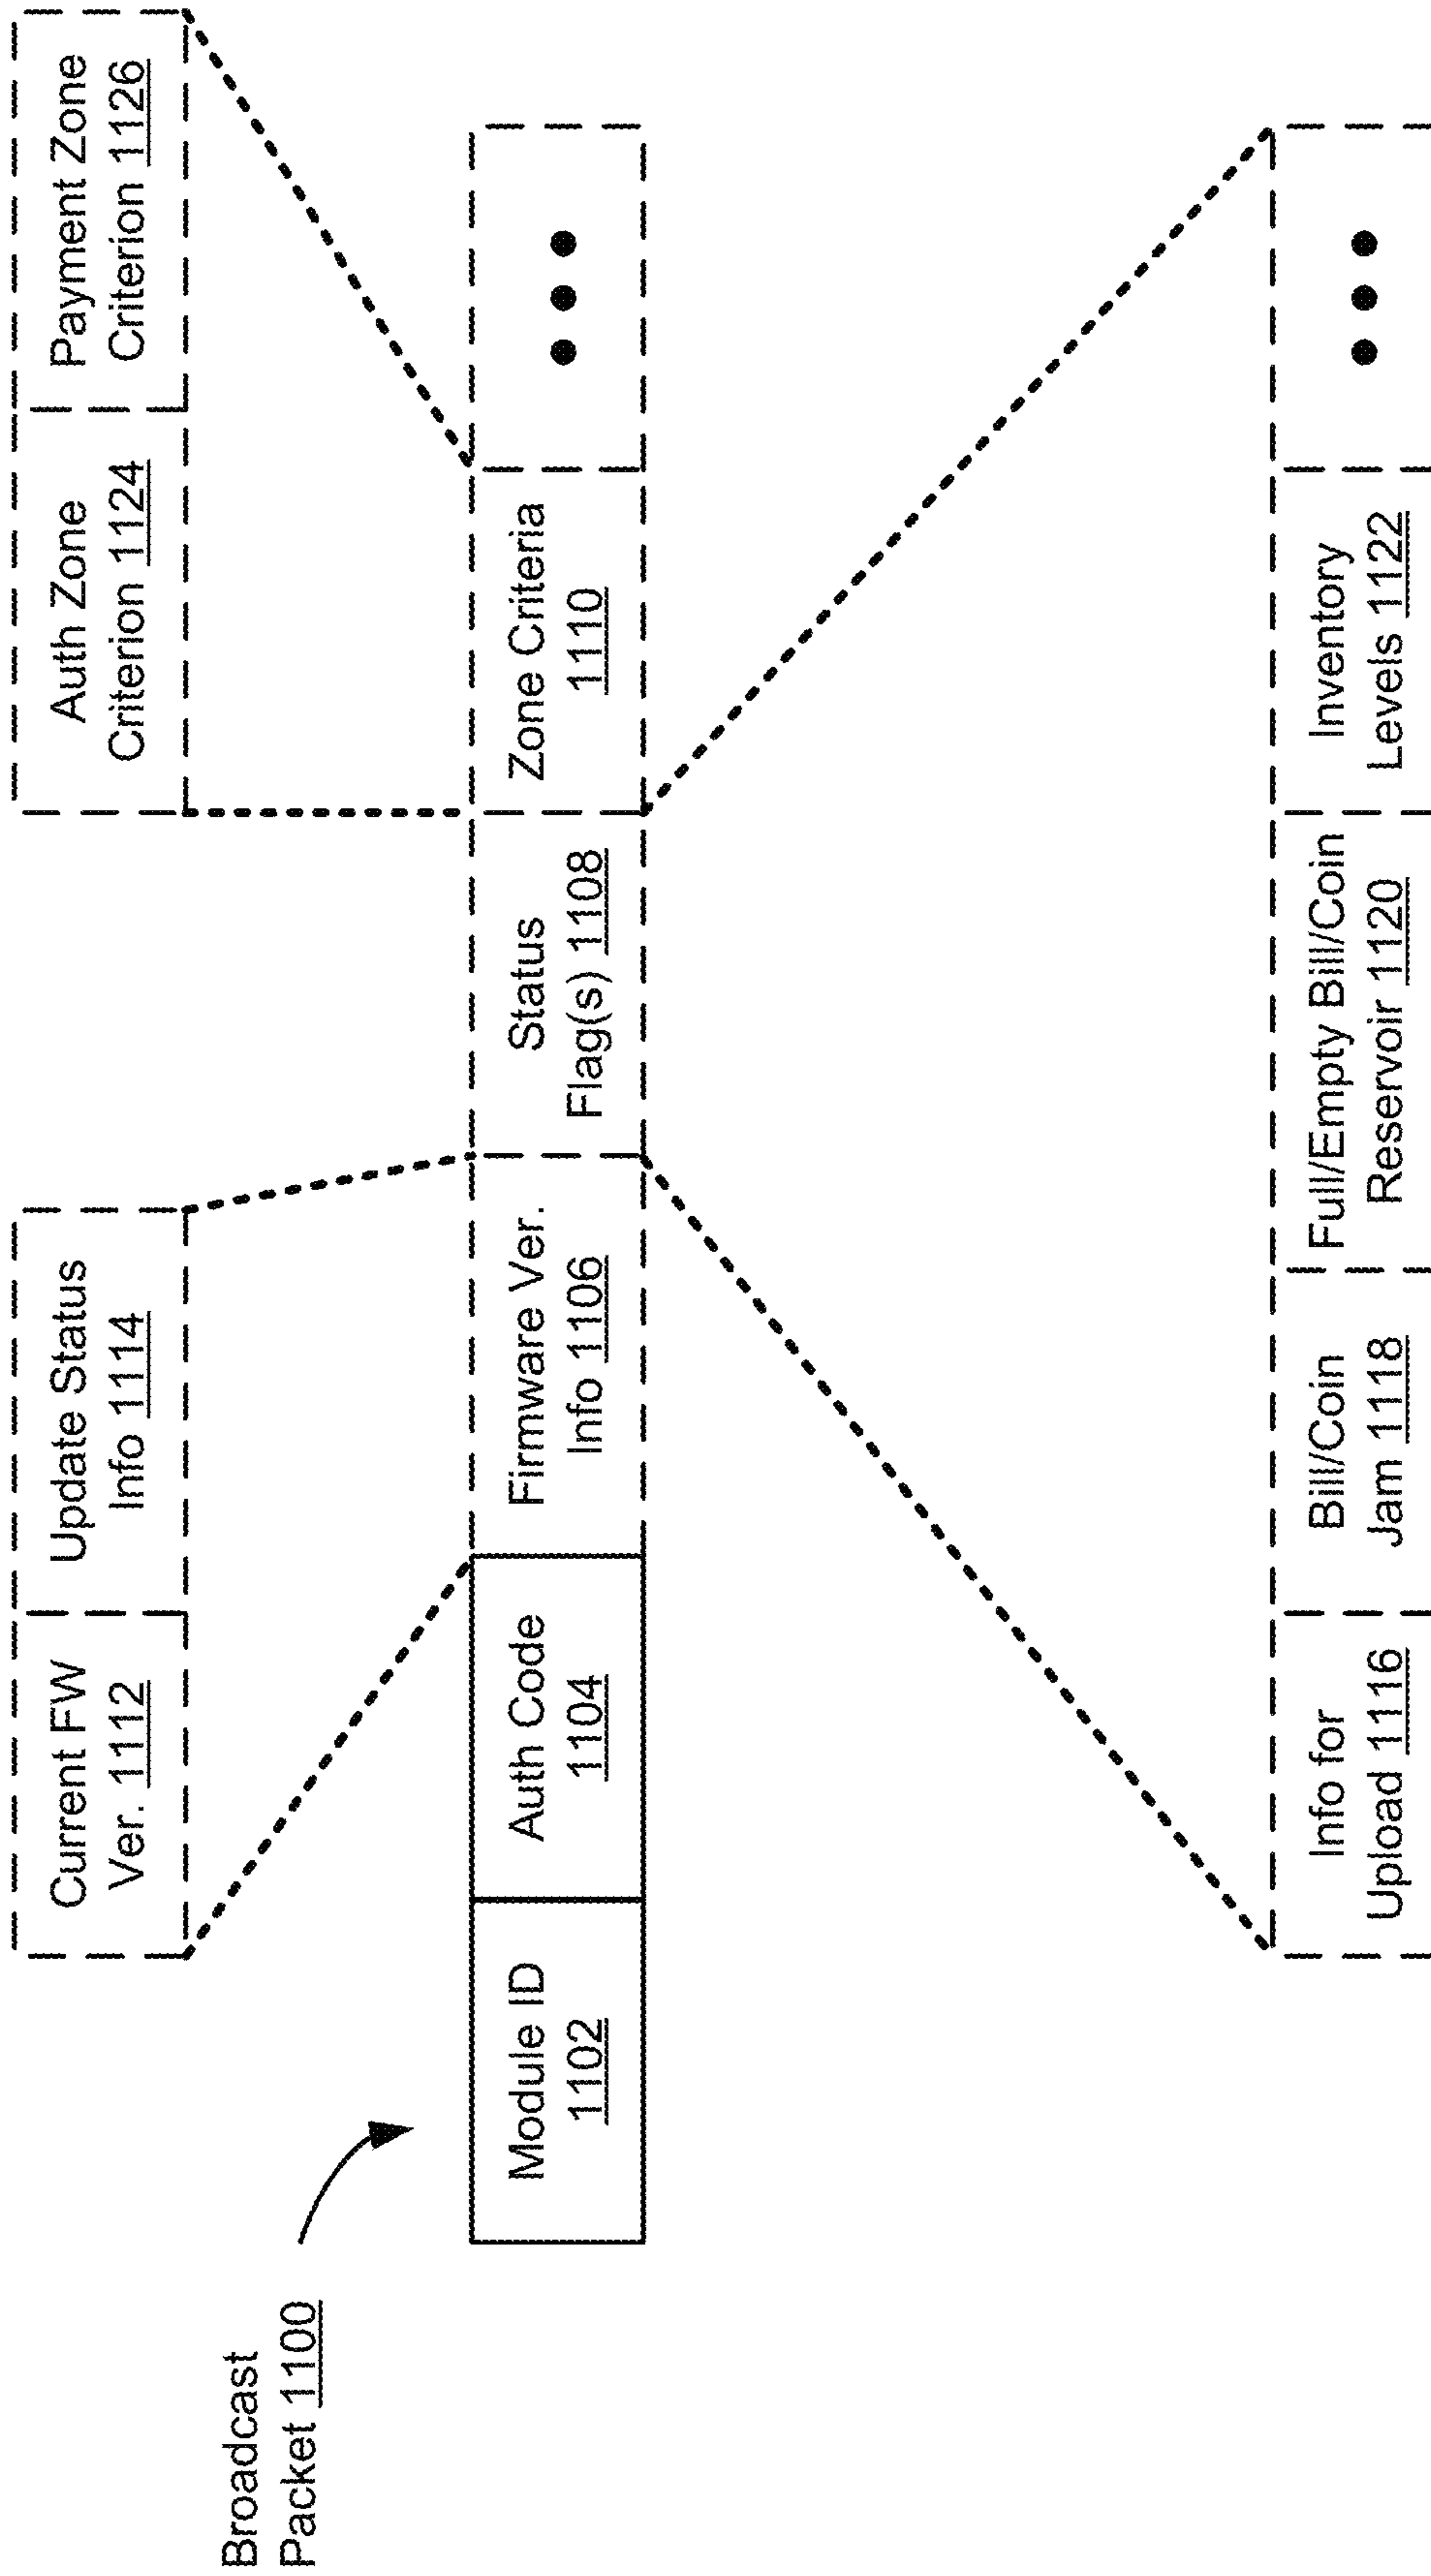 Current FW
Ver. 1112
Update Status
Info 1114
Auth Zone
Criterion 1124
Payment Zone
Criterion 1126
Broadcast
Packet 1100
Module ID
1102
Auth Code
1104
Firmware Ver.
Info 1106
Status
Flag(s) 1108
Zone Criteria
1110
Info for
Upload 1116
Bill/Coin
Jam 1118
Full/Empty Bill/Coin
Reservoir 1120
Inventory
Levels 1122